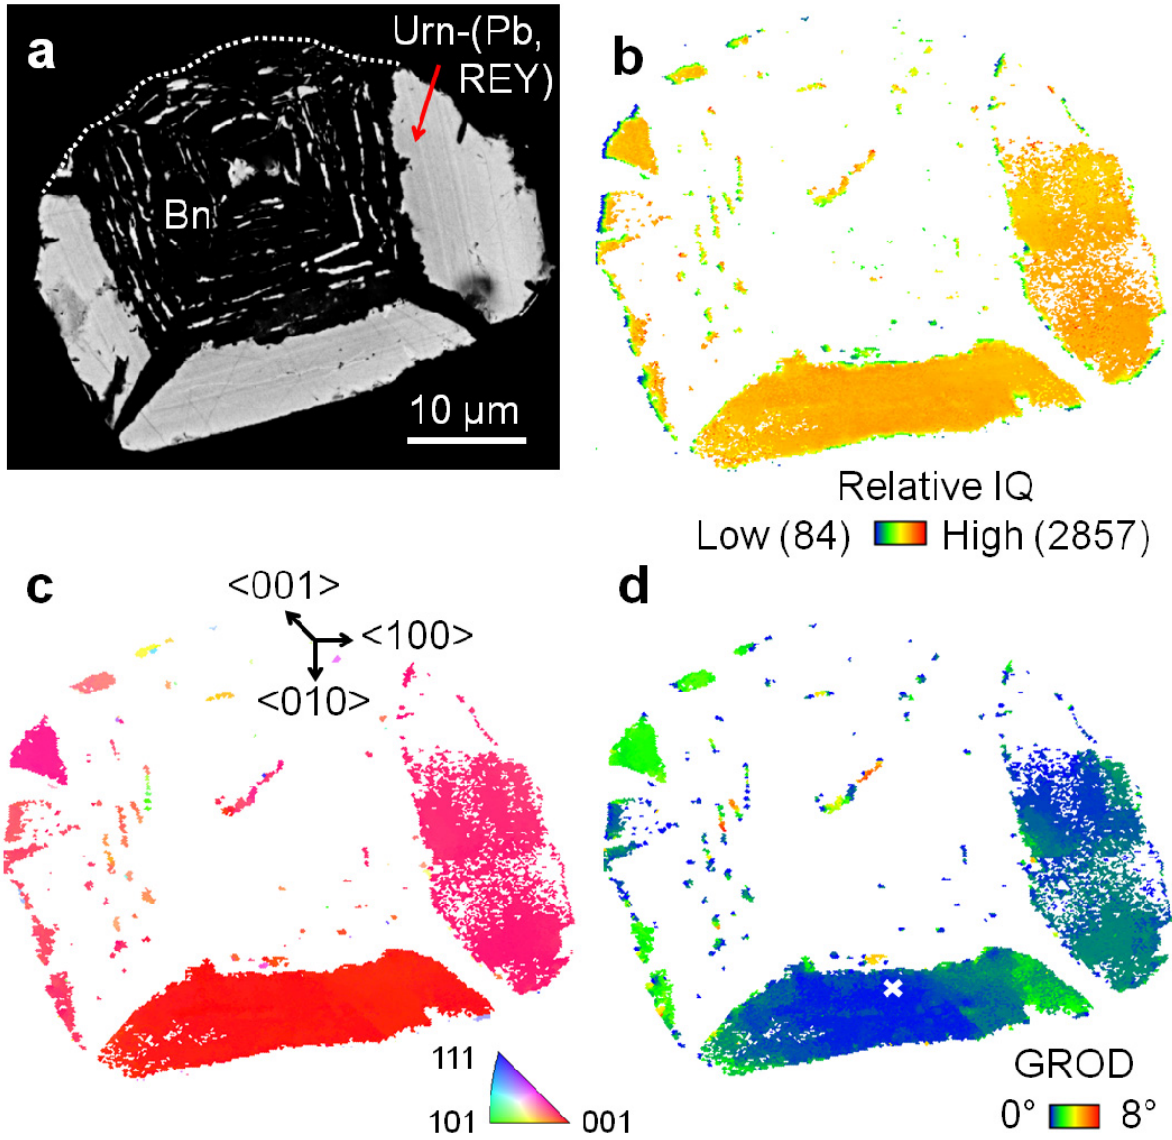 a
Urn-(Pb,
REY)
Bn
10 µm
b
Relative IQ
Low (84) High (2857)
c
<001>
<100>
<010>
111
101 001
d
GROD
0° 8°